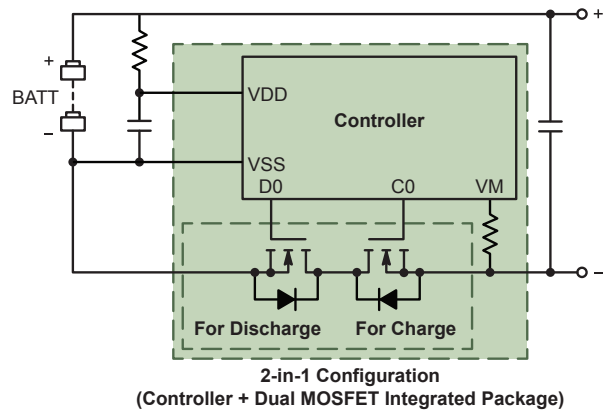 +
+
BATT
–
VDD
Controller
VSS
D0
C0
VM
–
For Discharge
For Charge
2-in-1 Configuration
(Controller + Dual MOSFET Integrated Package)